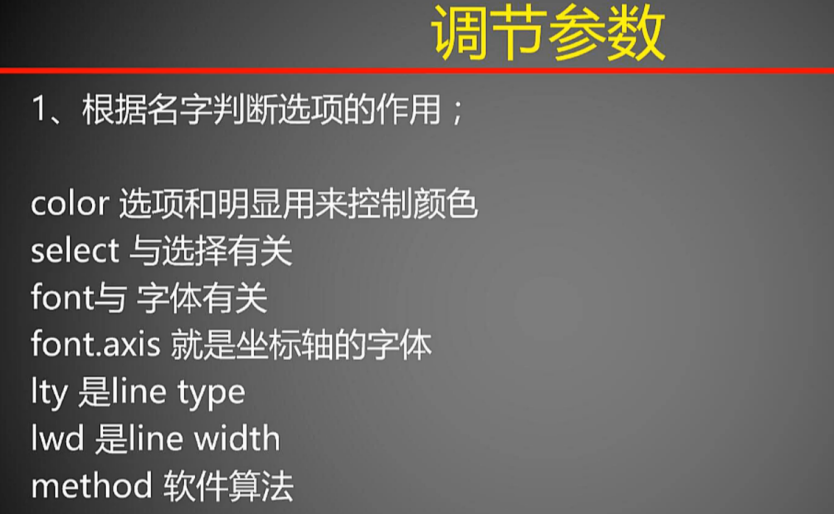 调节参数
1、根据名字判断选项的作用；
color 选项和明显用来控制颜色
select 与选择有关
font与 字体有关
font.axis 就是坐标轴的字体
lty 是line type
lwd 是line width
method 软件算法